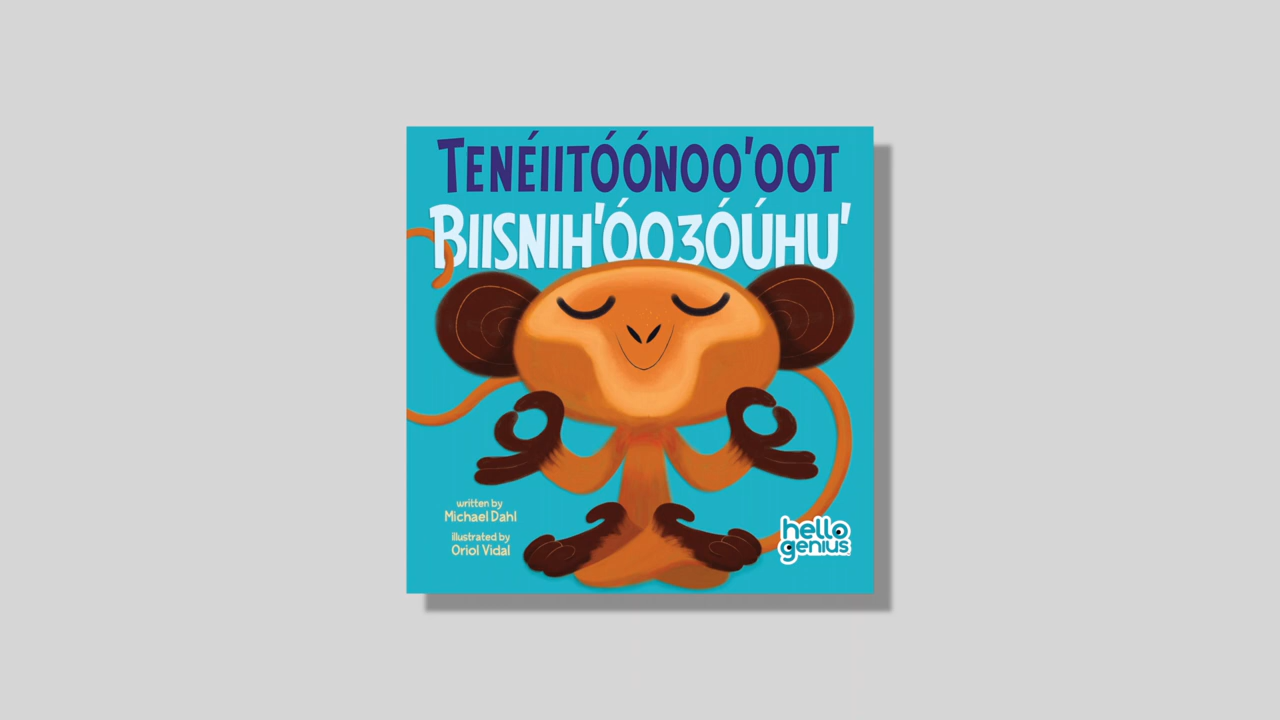 TENÉIITÓÓNOO'OOT
BIISNIH'ÓO3ÓÚHU'
written by
Michael Dahl
illustrated by
Oriol Vidal
hello
genius